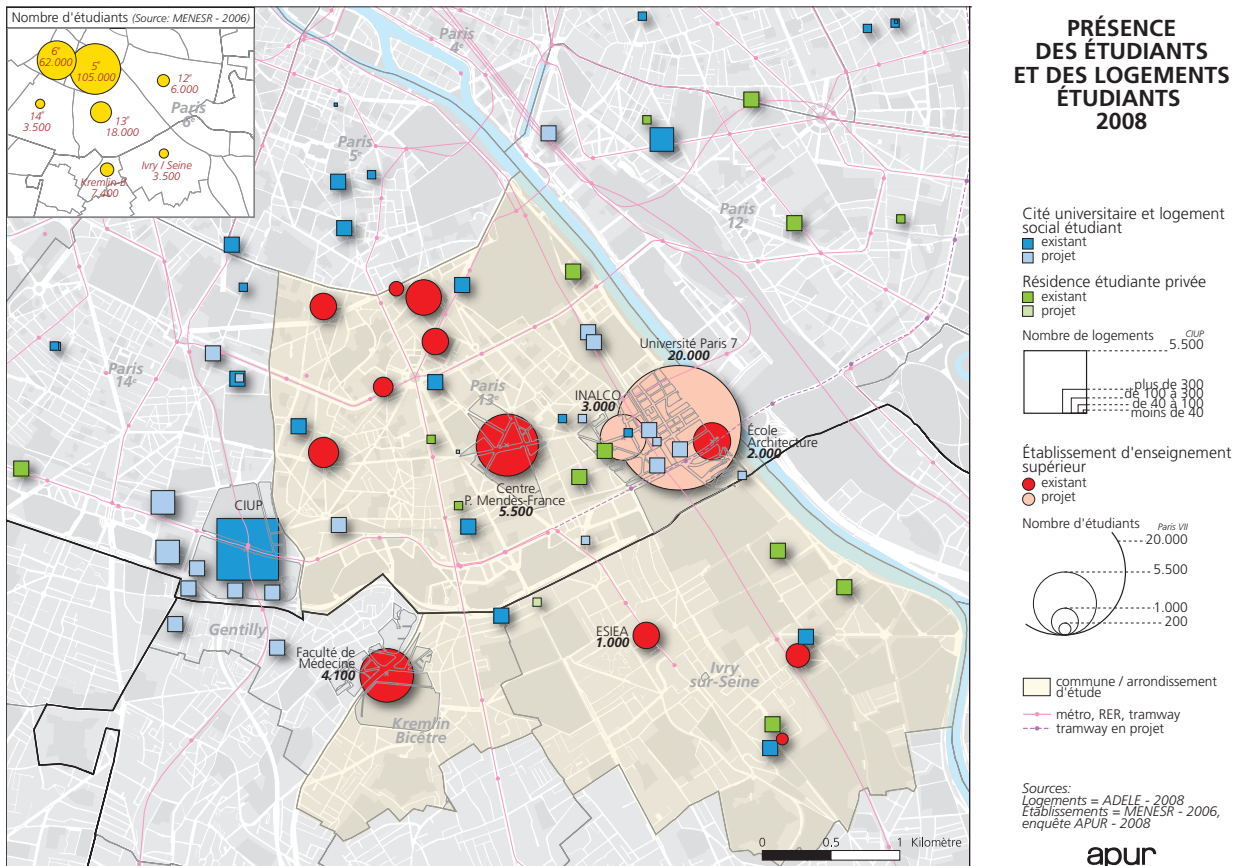 Nombre d'étudiants (Source: MENESR - 2006)
6e
62.000
5e
105.000
12e
6.000
14e
3.500
13e
18.000
Paris
6e
Ivry / Seine
3.500
Kremlin-B.
7.400
Paris
4e
Paris
5e
Paris
12e
Paris
14e
Paris
13e
Université Paris 7
20.000
INALCO
3.000
École
Architecture
2.000
Centre
P. Mendès-France
5.500
CIUP
Gentilly
Faculté de
Médecine
4.100
Kremlin
Bicêtre
ESIEA
1.000
Ivry
sur-Seine
0 0.5 1 Kilomètre
PRÉSENCE
DES ÉTUDIANTS
ET DES LOGEMENTS
ÉTUDIANTS
2008
Cité universitaire et logement
social étudiant
existant
projet
Résidence étudiante privée
existant
projet
Nombre de logements
CIUP
5.500
plus de 300
de 100 à 300
de 40 à 100
moins de 40
Établissement d'enseignement
supérieur
existant
projet
Nombre d'étudiants
Paris VII
20.000
5.500
1.000
200
commune / arrondissement
d'étude
métro, RER, tramway
tramway en projet
Sources:
Logements = ADELE - 2008
Établissements = MENESR - 2006,
enquête APUR - 2008
apur